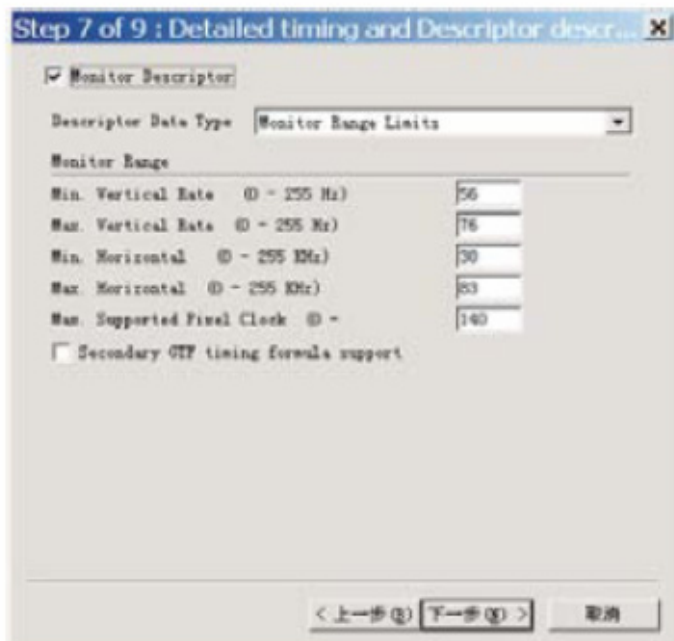 Step 7 of 9 : Detailed timing and Descriptor descr...
Monitor Descriptor
Descriptor Data Type Monitor Range Limits
Monitor Range
Min. Vertical Rate (0 - 255 Hz) 56
Max. Vertical Rate (0 - 255 Hz) 76
Min. Horizontal (0 - 255 KHz) 30
Max. Horizontal (0 - 255 KHz) 83
Max. Supported Pixel Clock (0 - 140
Secondary GTF timing formula support
< 上一步(B) 下一步(N) > 取消